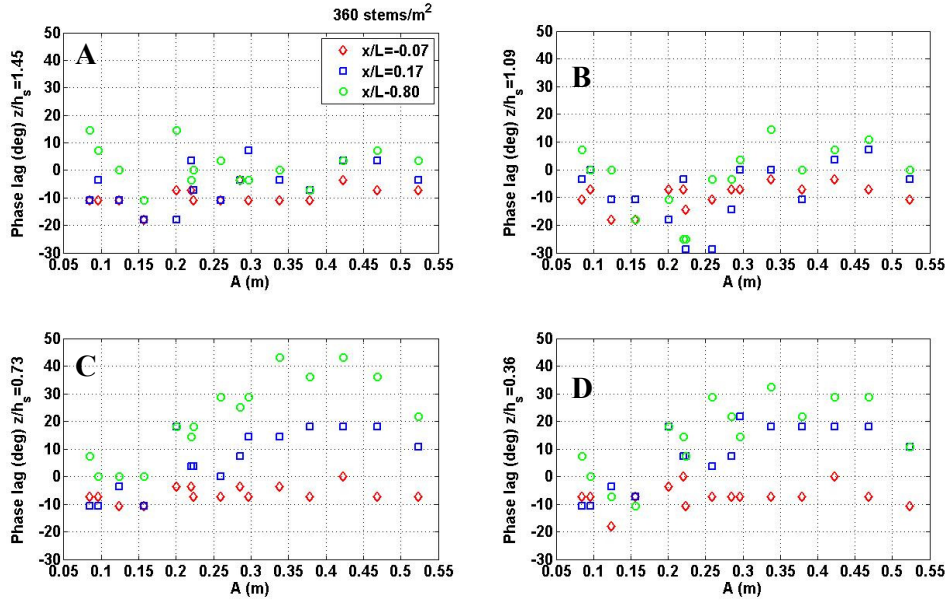 360 stems/m²
A
Phase lag (deg) z/hₛ=1.45
50
40
30
20
10
0
-10
-20
-30
0.05 0.1 0.15 0.2 0.25 0.3 0.35 0.4 0.45 0.5 0.55
A (m)
x/L=-0.07
x/L=0.17
x/L-0.80
B
Phase lag (deg) z/hₛ=1.09
50
40
30
20
10
0
-10
-20
-30
0.05 0.1 0.15 0.2 0.25 0.3 0.35 0.4 0.45 0.5 0.55
A (m)
C
Phase lag (deg) z/hₛ=0.73
50
40
30
20
10
0
-10
-20
-30
0.05 0.1 0.15 0.2 0.25 0.3 0.35 0.4 0.45 0.5 0.55
A (m)
D
Phase lag (deg) z/hₛ=0.36
50
40
30
20
10
0
-10
-20
-30
0.05 0.1 0.15 0.2 0.25 0.3 0.35 0.4 0.45 0.5 0.55
A (m)